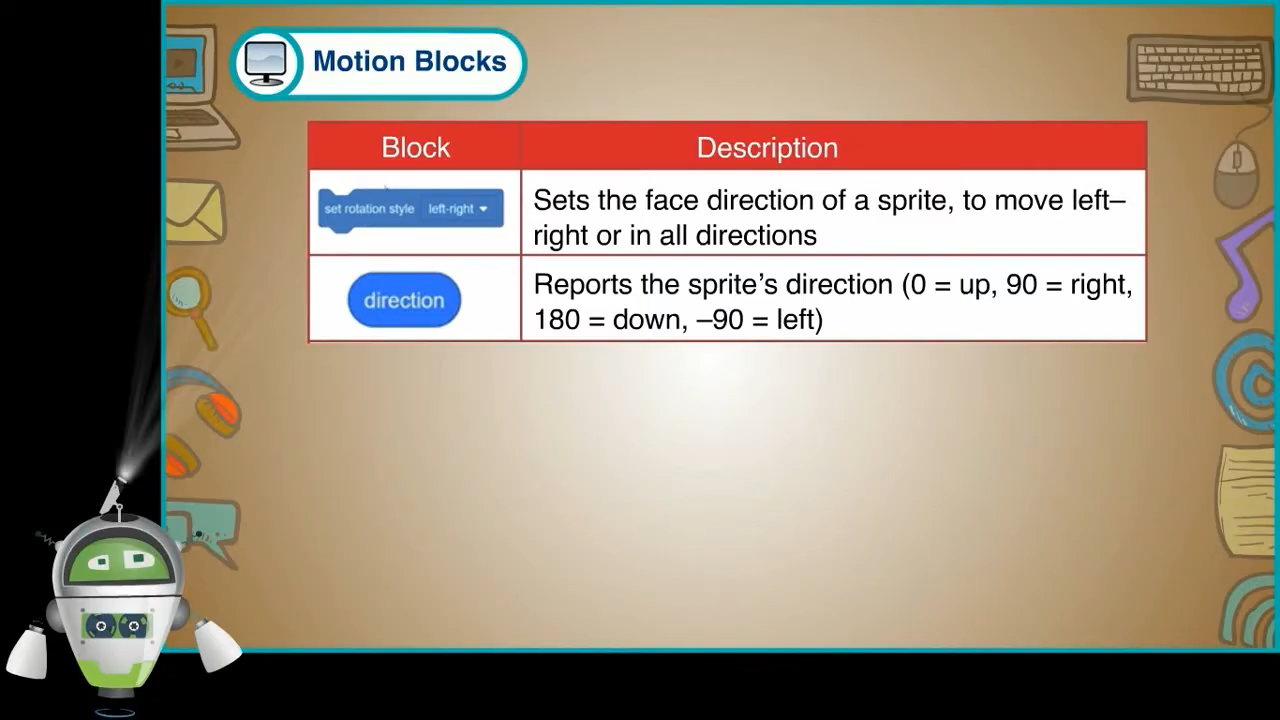 Motion Blocks
Block Description
set rotation style left-right
Sets the face direction of a sprite, to move left–
right or in all directions
direction
Reports the sprite’s direction (0 = up, 90 = right,
180 = down, –90 = left)